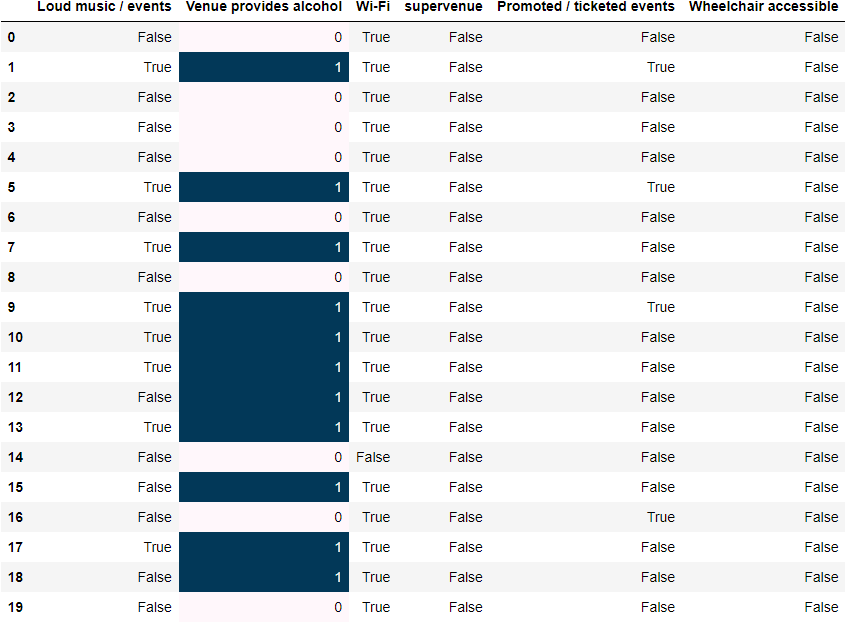 Loud music / events Venue provides alcohol Wi-Fi supervenue Promoted / ticketed events Wheelchair accessible
0 False 0 True False False False
1 True 1 True False True False
2 False 0 True False False False
3 False 0 True False False False
4 False 0 True False False False
5 True 1 True False True False
6 False 0 True False False False
7 True 1 True False False False
8 False 0 True False False False
9 True 1 True False True False
10 True 1 True False False False
11 True 1 True False False False
12 False 1 True False False False
13 True 1 True False False False
14 False 0 False False False False
15 False 1 True False False False
16 False 0 True False True False
17 True 1 True False False False
18 False 1 True False False False
19 False 0 True False False False